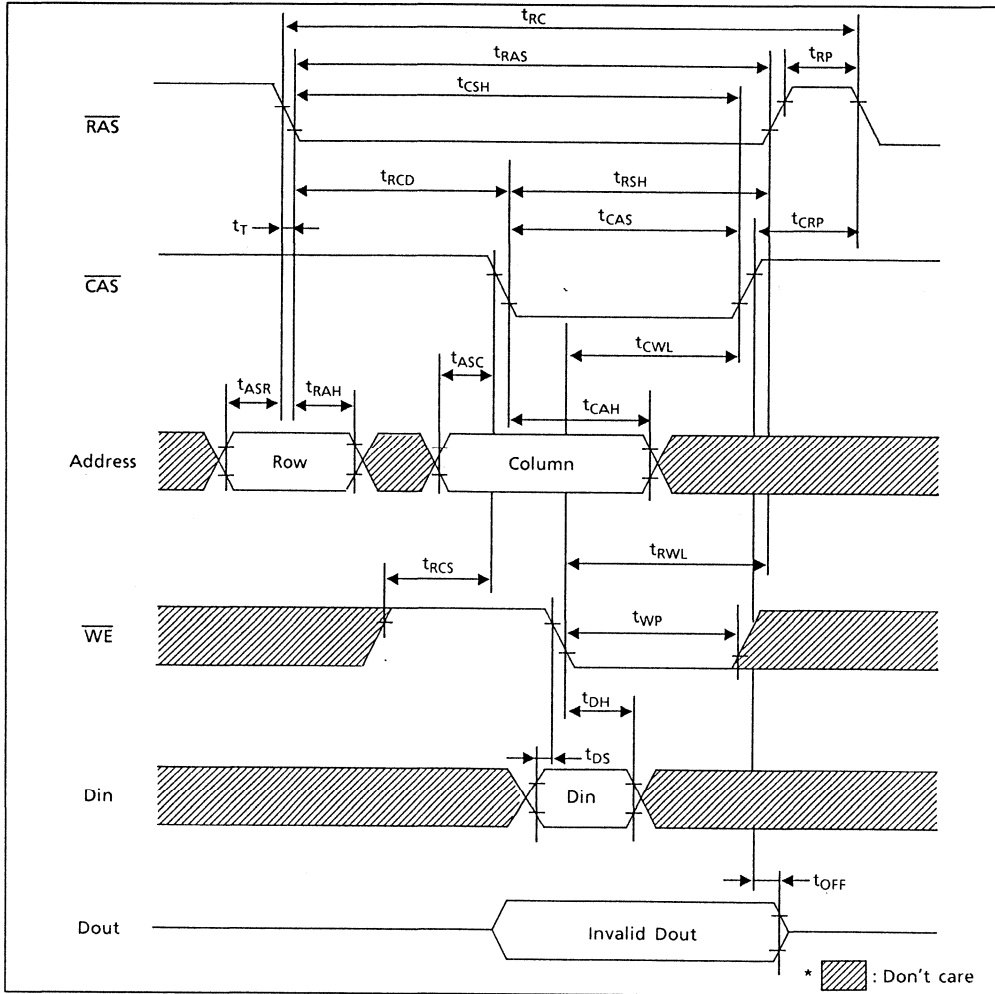 tRC
tRAS
tRP
tCSH
RAS
tRCD
tRSH
tT
tCAS
tCRP
CAS
tCWL
tASC
tASR
tRAH
tCAH
Address
Row
Column
tRWL
tRCS
WE
tWP
tDH
tDS
Din
Din
tOFF
Dout
Invalid Dout
* : Don't care